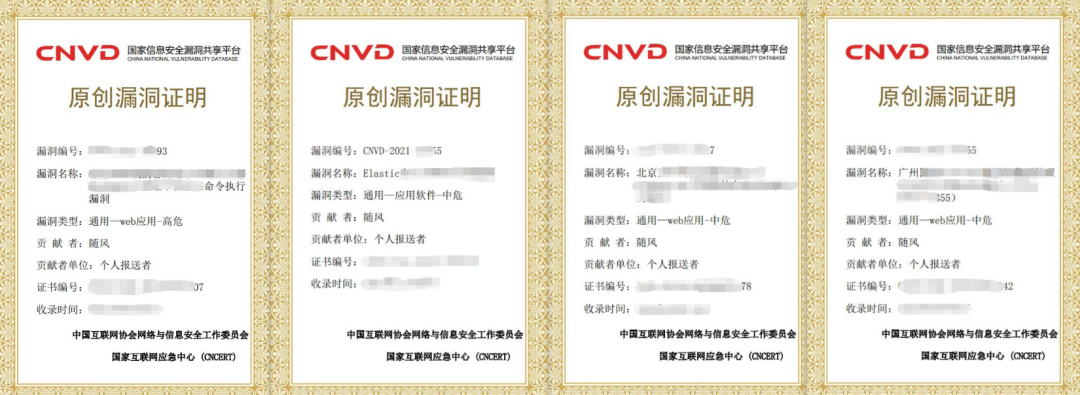 CNVD 国家信息安全漏洞共享平台
CHINA NATIONAL VULNERABILITY DATABASE
原创漏洞证明
漏洞编号: 93
漏洞名称:
命令执行
漏洞
漏洞类型: 通用—web应用-高危
贡 献 者: 随风
贡献者单位: 个人报送者
证书编号: 07
收录时间:
中国互联网协会网络与信息安全工作委员会
国家互联网应急中心 (CNCERT)
CNVD 国家信息安全漏洞共享平台
CHINA NATIONAL VULNERABILITY DATABASE
原创漏洞证明
漏洞编号: CNVD-2021 55
漏洞名称: Elastic
漏洞类型: 通用—应用软件-中危
贡 献 者: 随风
贡献者单位: 个人报送者
证书编号:
收录时间:
中国互联网协会网络与信息安全工作委员会
国家互联网应急中心 (CNCERT)
CNVD 国家信息安全漏洞共享平台
CHINA NATIONAL VULNERABILITY DATABASE
原创漏洞证明
漏洞编号: 7
漏洞名称: 北京
漏洞类型: 通用—web应用-中危
贡 献 者: 随风
贡献者单位: 个人报送者
证书编号: 78
收录时间:
中国互联网协会网络与信息安全工作委员会
国家互联网应急中心 (CNCERT)
CNVD 国家信息安全漏洞共享平台
CHINA NATIONAL VULNERABILITY DATABASE
原创漏洞证明
漏洞编号: 55
漏洞名称: 广州
355)
漏洞类型: 通用—web应用-中危
贡 献 者: 随风
贡献者单位: 个人报送者
证书编号: 42
收录时间:
中国互联网协会网络与信息安全工作委员会
国家互联网应急中心 (CNCERT)